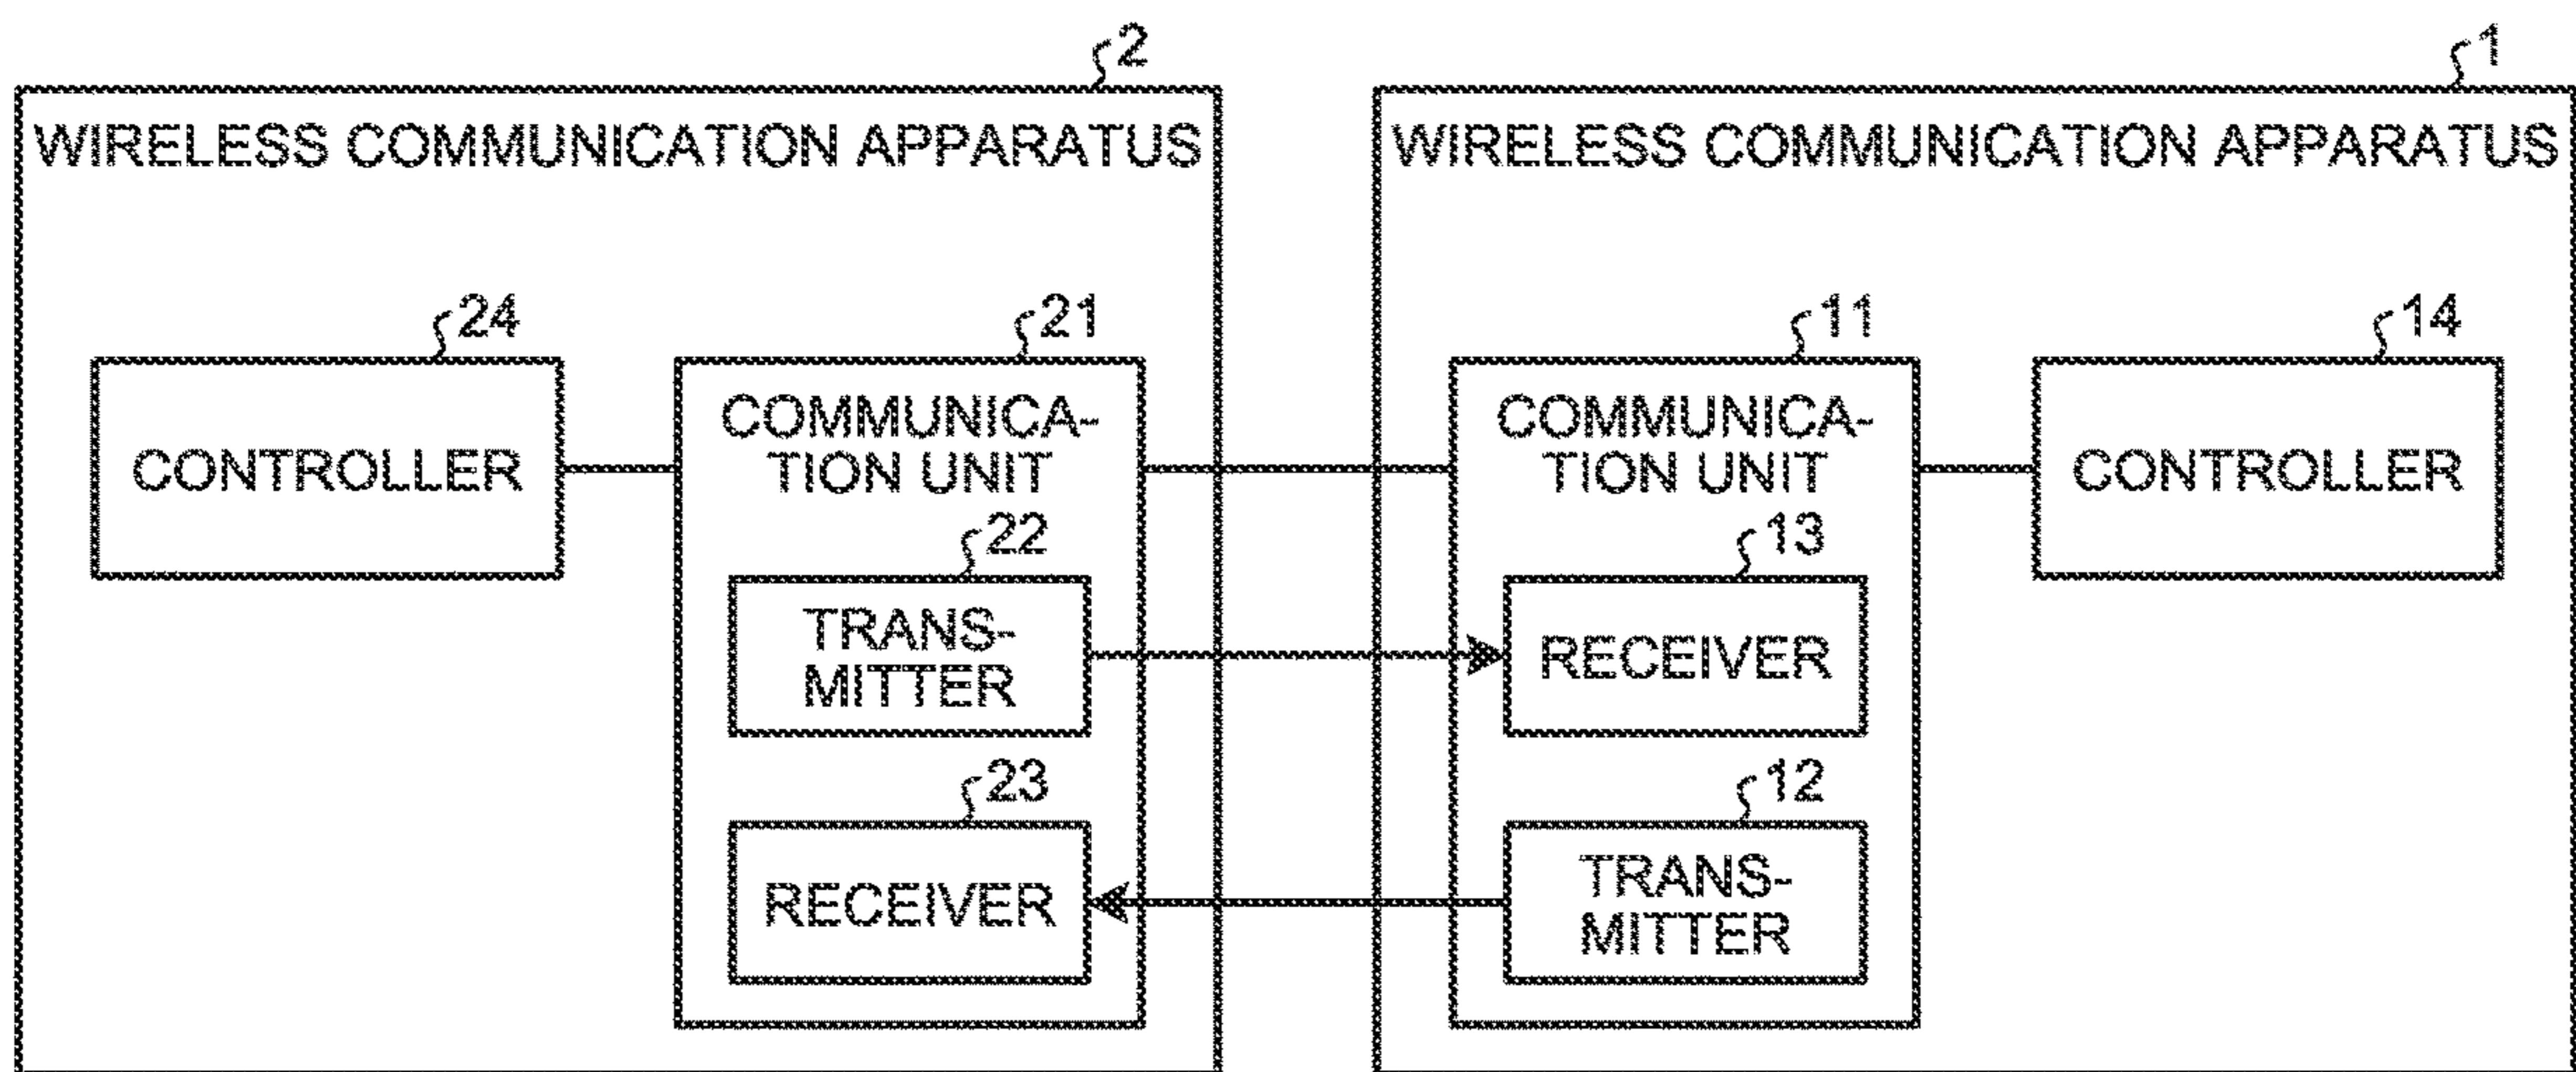 2
1
WIRELESS COMMUNICATION APPARATUS
WIRELESS COMMUNICATION APPARATUS
24
21
11
14
CONTROLLER
COMMUNICA-
TION UNIT
COMMUNICA-
TION UNIT
CONTROLLER
22
13
TRANS-
MITTER
RECEIVER
23
12
RECEIVER
TRANS-
MITTER